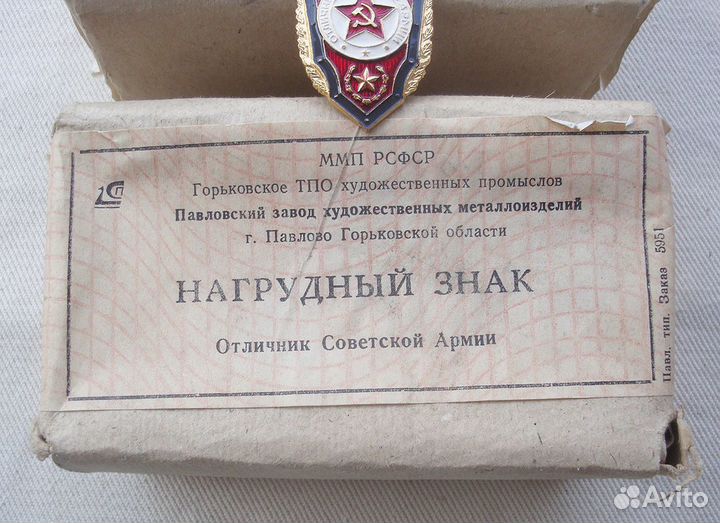 ММП РСФСР
Горьковское ТПО художественных промыслов
Павловский завод художественных металлоизделий
г. Павлово Горьковской области
НАГРУДНЫЙ ЗНАК
Отличник Советской Армии
Павл. тип. Заказ 5951
Avito